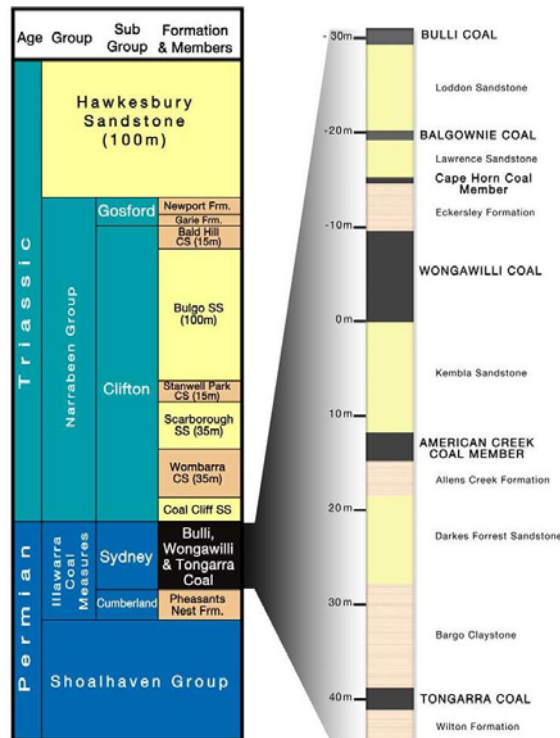 Age
Group
Sub
Group
Formation
& Members
Hawkesbury
Sandstone
(100m)
Triassic
Narrabeen Group
Gosford
Newport Frm.
Garie Frm.
Bald Hill
CS (15m)
Clifton
Bulgo SS
(100m)
Stanwell Park
CS (15m)
Scarborough
SS (35m)
Wombarra
CS (35m)
Coal Cliff SS
Permian
Illawarra
Coal
Measures
Sydney
Bulli,
Wongawilli
& Tongarra
Coal
Cumberland
Pheasants
Nest Frm.
Shoalhaven Group
-30m
BULLI COAL
Loddon Sandstone
-20m
BALGOWNIE COAL
Lawrence Sandstone
Cape Horn Coal
Member
Eckersley Formation
-10m
WONGAWILLI COAL
0m
Kembla Sandstone
10m
AMERICAN CREEK
COAL MEMBER
Allens Creek Formation
20m
Darkes Forrest Sandstone
30m
Bargo Claystone
40m
TONGARRA COAL
Wilton Formation